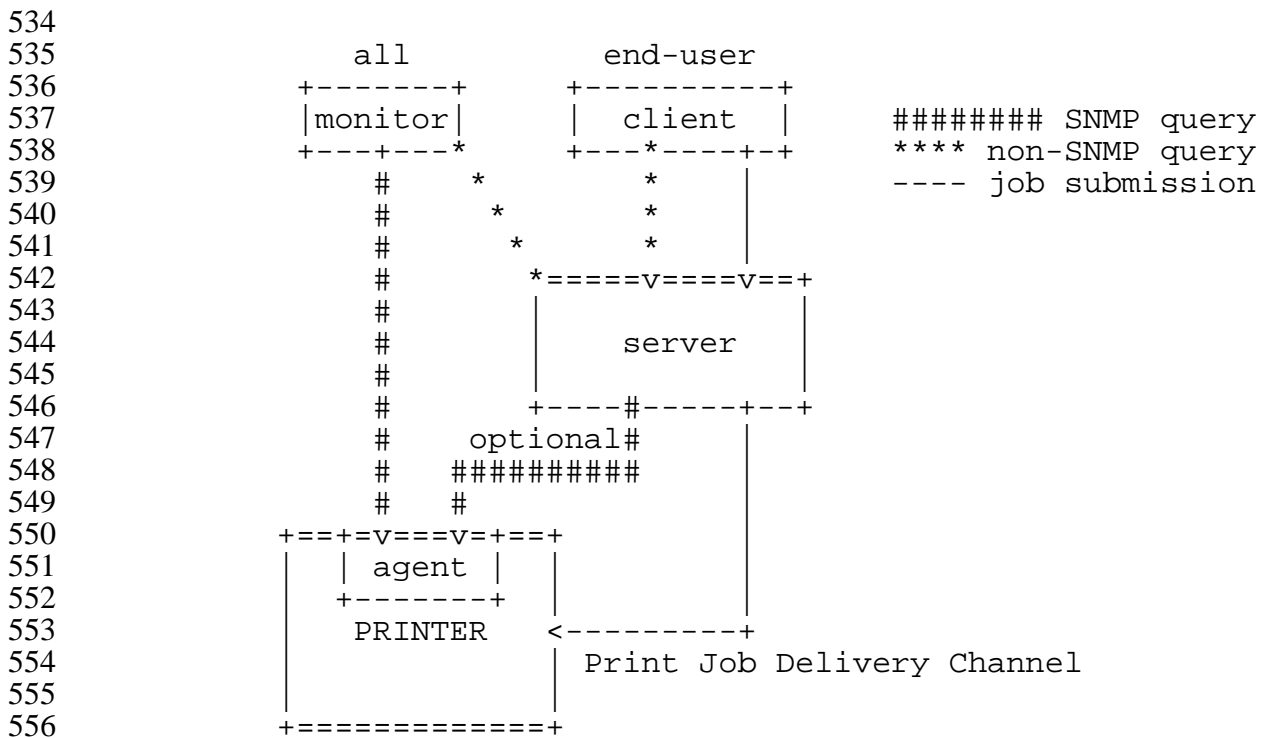 534
535 all end-user
536 +-------+ +----------+
537 |monitor| | client | ######## SNMP query
538 +---+---* +---*----+-+ **** non-SNMP query
539 # * * | ---- job submission
540 # * * |
541 # * * |
542 # *=====v====v==+
543 # | |
544 # | server |
545 # | |
546 # +----#-----+--+
547 # optional# |
548 # ########## |
549 # # |
550 +==+=v===v=+==+ |
551 | | agent | | |
552 | +-------+ | |
553 | PRINTER <---------+
554 | | Print Job Delivery Channel
555 | |
556 +=============+